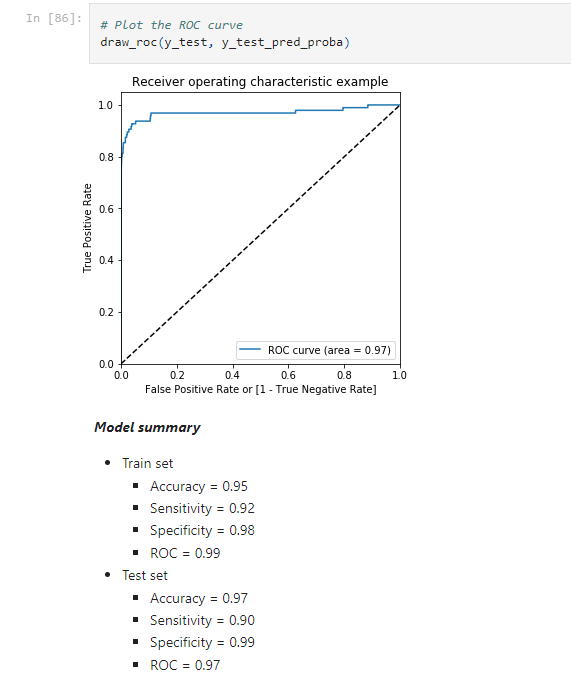 In [86]:
# Plot the ROC curve
draw_roc(y_test, y_test_pred_proba)
Receiver operating characteristic example
1.0
0.8
0.6
0.4
0.2
0.0
True Positive Rate
ROC curve (area = 0.97)
0.0 0.2 0.4 0.6 0.8 1.0
False Positive Rate or [1 - True Negative Rate]
Model summary
Train set
Accuracy = 0.95
Sensitivity = 0.92
Specificity = 0.98
ROC = 0.99
Test set
Accuracy = 0.97
Sensitivity = 0.90
Specificity = 0.99
ROC = 0.97